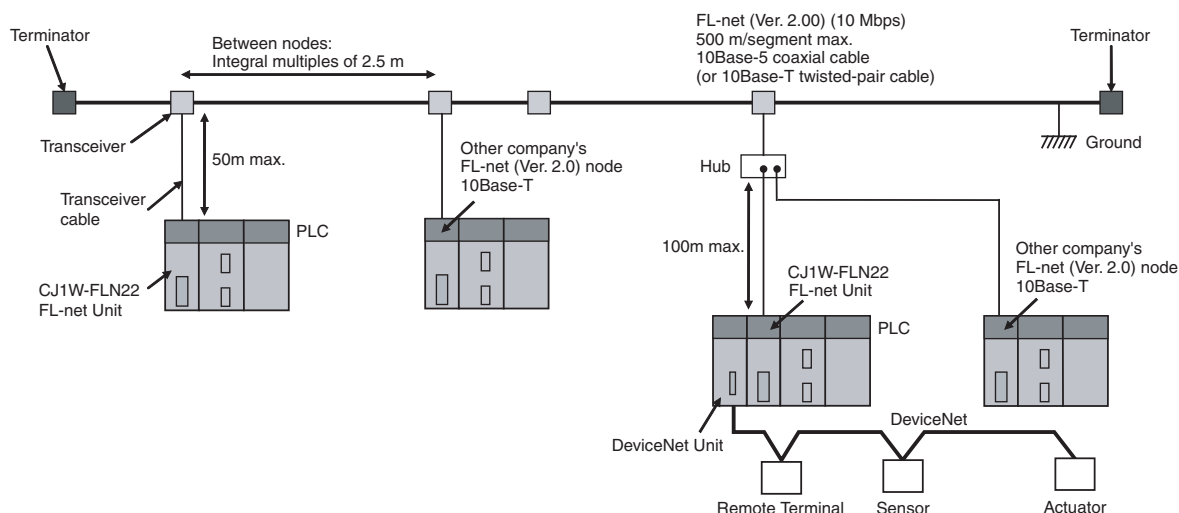 Terminator
Between nodes:
Integral multiples of 2.5 m
FL-net (Ver. 2.00) (10 Mbps)
500 m/segment max.
10Base-5 coaxial cable
(or 10Base-T twisted-pair cable)
Terminator
Transceiver
50m max.
Other company's
FL-net (Ver. 2.0) node
10Base-T
Hub
Ground
Transceiver
cable
PLC
100m max.
CJ1W-FLN22
FL-net Unit
CJ1W-FLN22
FL-net Unit
Other company's
FL-net (Ver. 2.0) node
10Base-T
PLC
DeviceNet Unit
DeviceNet
Remote Terminal
Sensor
Actuator